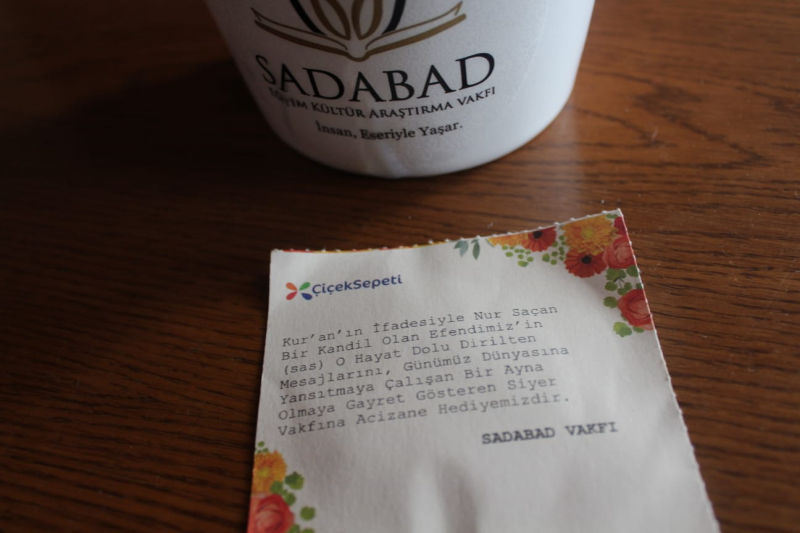 SADABAD
EĞİTİM KÜLTÜR ARAŞTIRMA VAKFI
İnsan, Eseriyle Yaşar.
ÇiçekSepeti
Kur'an'ın İfadesiyle Nur Saçan
Bir Kandil Olan Efendimiz'in
(sas) O Hayat Dolu Dirilten
Mesajlarını, Günümüz Dünyasına
Yansıtmaya Çalışan Bir Ayna
Olmaya Gayret Gösteren Siyer
Vakfına Acizane Hediyemizdir.
SADABAD VAKFI